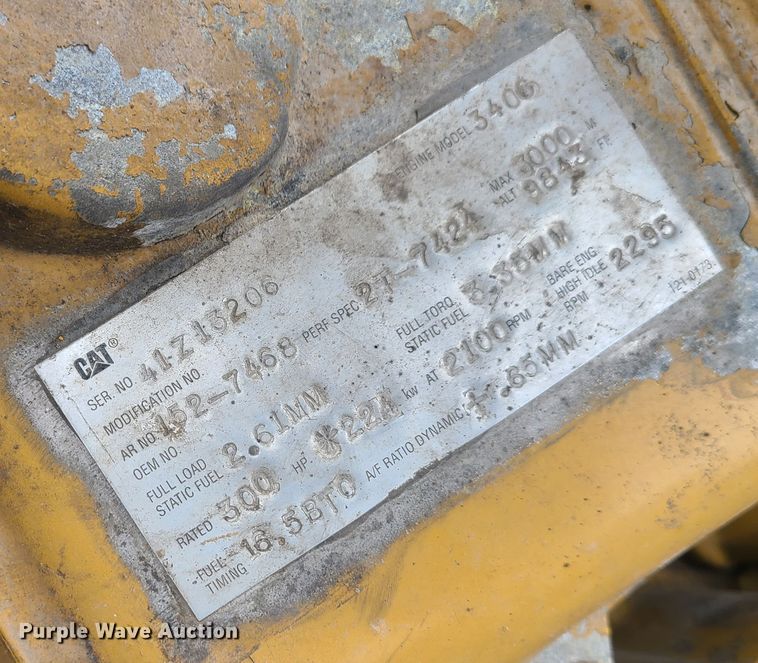 CAT®
ENGINE MODEL 3406
SER. NO. 41Z13206
MAX ALT 3000 M
9843 FT.
MODIFICATION NO.
AR NO. 152-7468 PERF. SPEC 2T-7424
OEM NO.
FULL LOAD STATIC FUEL 2.61MM FULL TORQ. STATIC FUEL 3.35MM BARE ENG. HIGH IDLE RPM 2295
RATED 300 HP. *224 kw AT 2100 RPM
FUEL TIMING 16.5BTO A/F RATIO DYNAMIC .65MM
121-0173
Purple Wave Auction